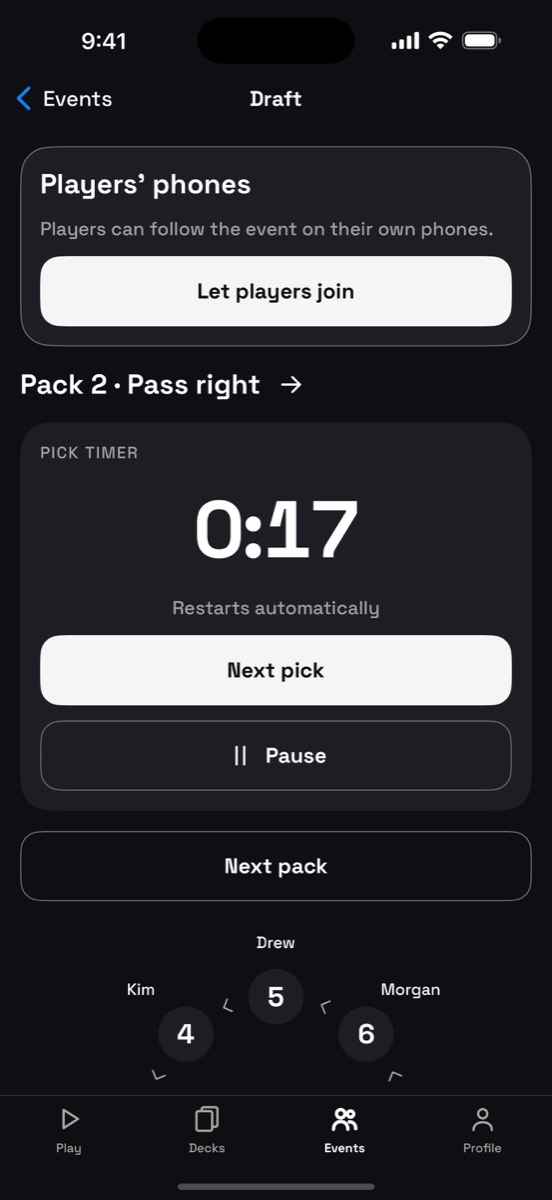 9:41
Events
Draft
Players’ phones
Players can follow the event on their own phones.
Let players join
Pack 2 · Pass right →
PICK TIMER
0:17
Restarts automatically
Next pick
Pause
Next pack
Drew
Kim
Morgan
5
4
6
Play
Decks
Events
Profile